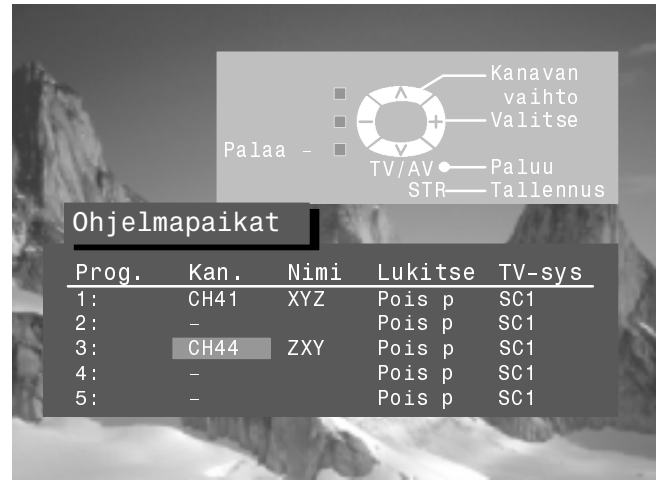 Kanavan
vaihto
Valitse
Palaa –
TV/AV Paluu
STR Tallennus
Ohjelmapaikat
Prog. Kan. Nimi Lukitse TV-sys
1: CH41 XYZ Pois p SC1
2: – Pois p SC1
3: CH44 ZXY Pois p SC1
4: – Pois p SC1
5: – Pois p SC1